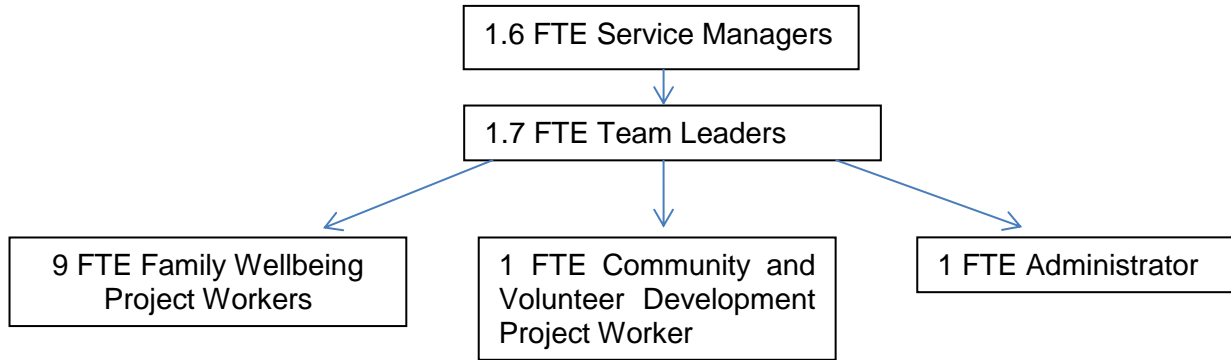 1.6 FTE Service Managers
1.7 FTE Team Leaders
9 FTE Family Wellbeing
Project Workers
1 FTE Community and
Volunteer Development
Project Worker
1 FTE Administrator